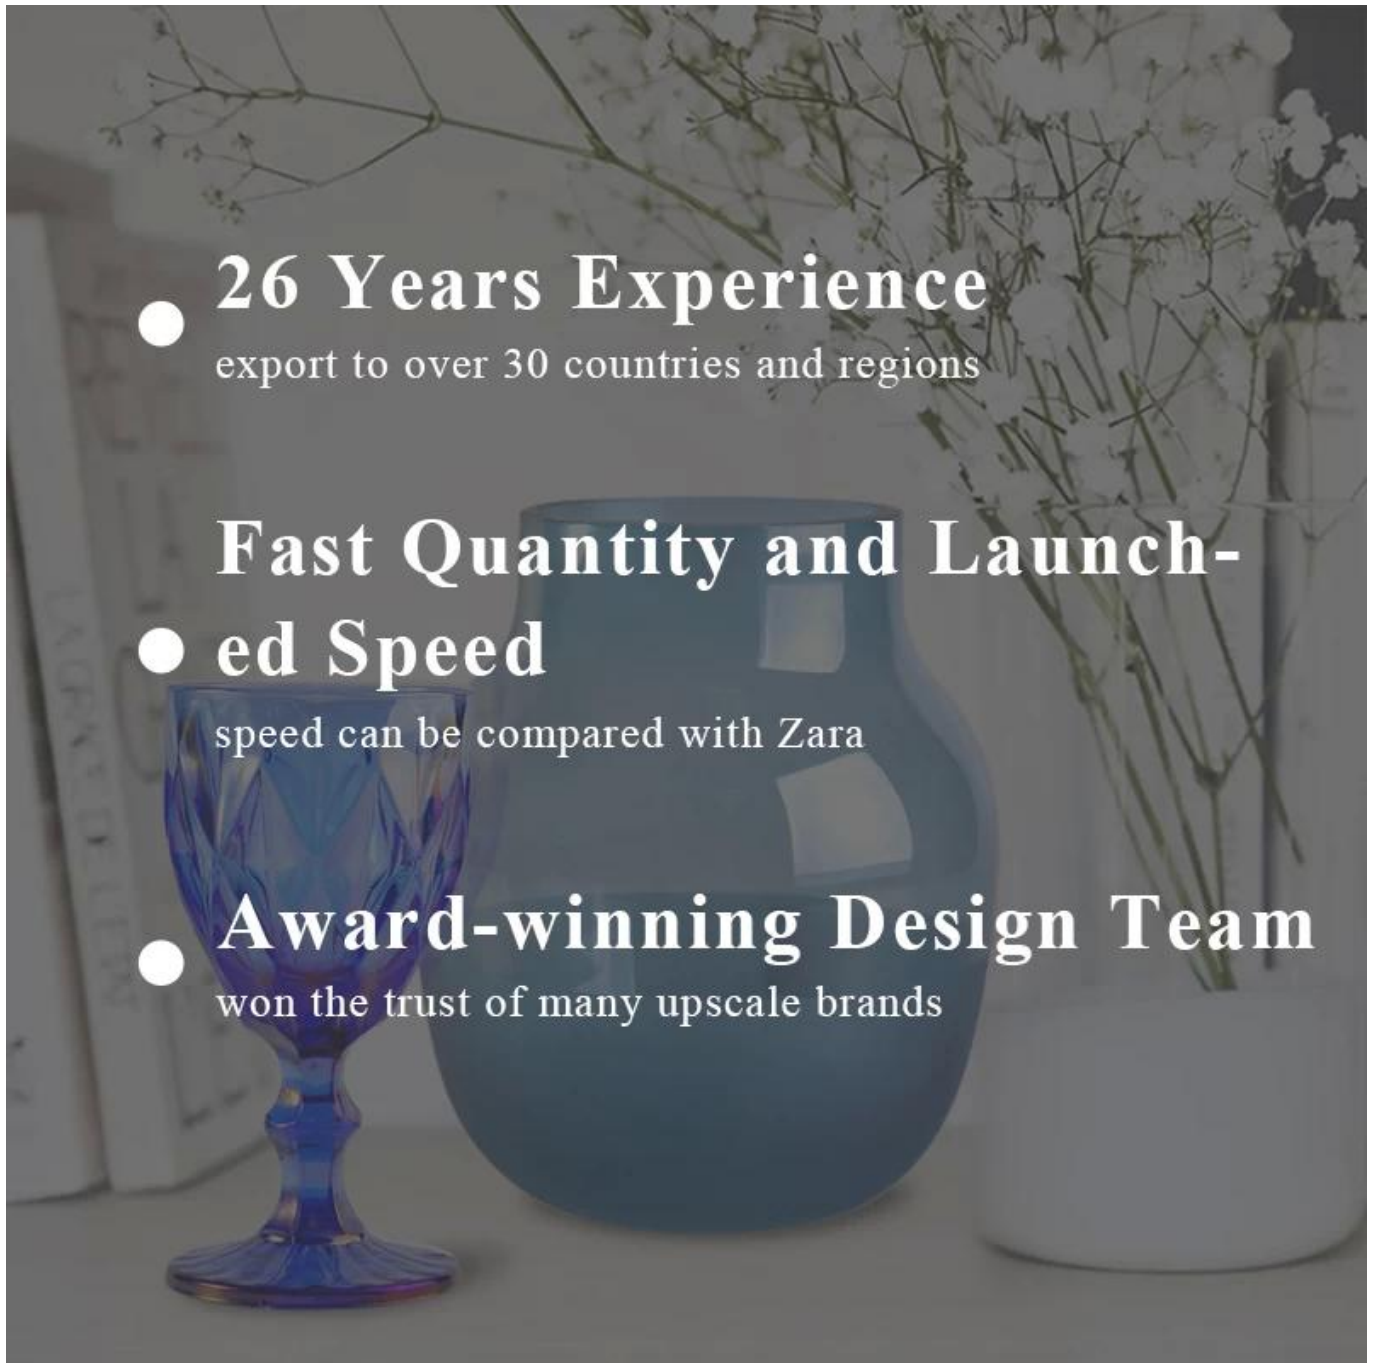 26 Years Experience
export to over 30 countries and regions
Fast Quantity and Launch-
ed Speed
speed can be compared with Zara
Award-winning Design Team
won the trust of many upscale brands